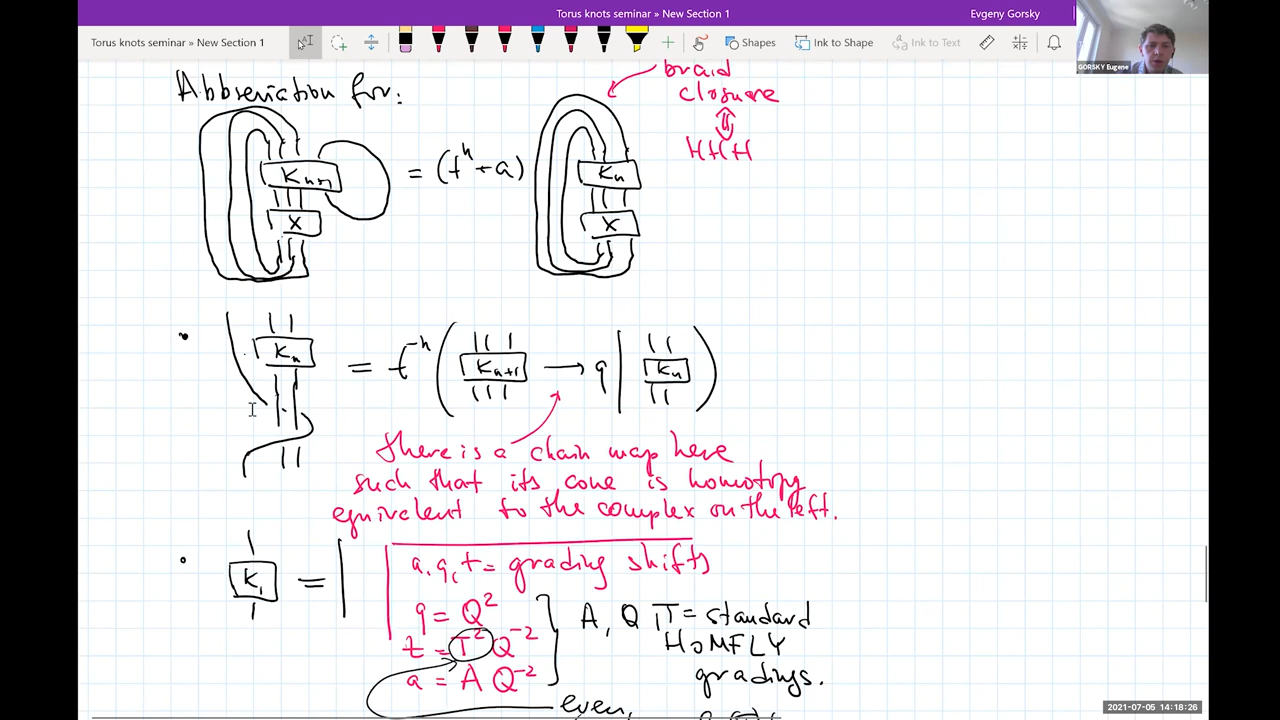 Torus knots seminar » New Section 1
Evgeny Gorsky
Torus knots seminar » New Section 1
Shapes
Ink to Shape
Ink to Text
GORSKY Eugene
Abbreviation for:
braid
closure
HHH
K_{n+1}
X
= (t^n + a)
K_n
X
K_n
= t^{-n} ( K_{n+1} → q | K_n )
there is a chain map here
such that its cone is homotopy
equivalent to the complex on the left.
K_1 = |
a, q, t = grading shifts
q = Q^2
t = T^2 Q^{-2}
a = A Q^{-2}
A, Q, T = standard
HOMFLY
gradings.
even,
2021-07-05 14:18:26